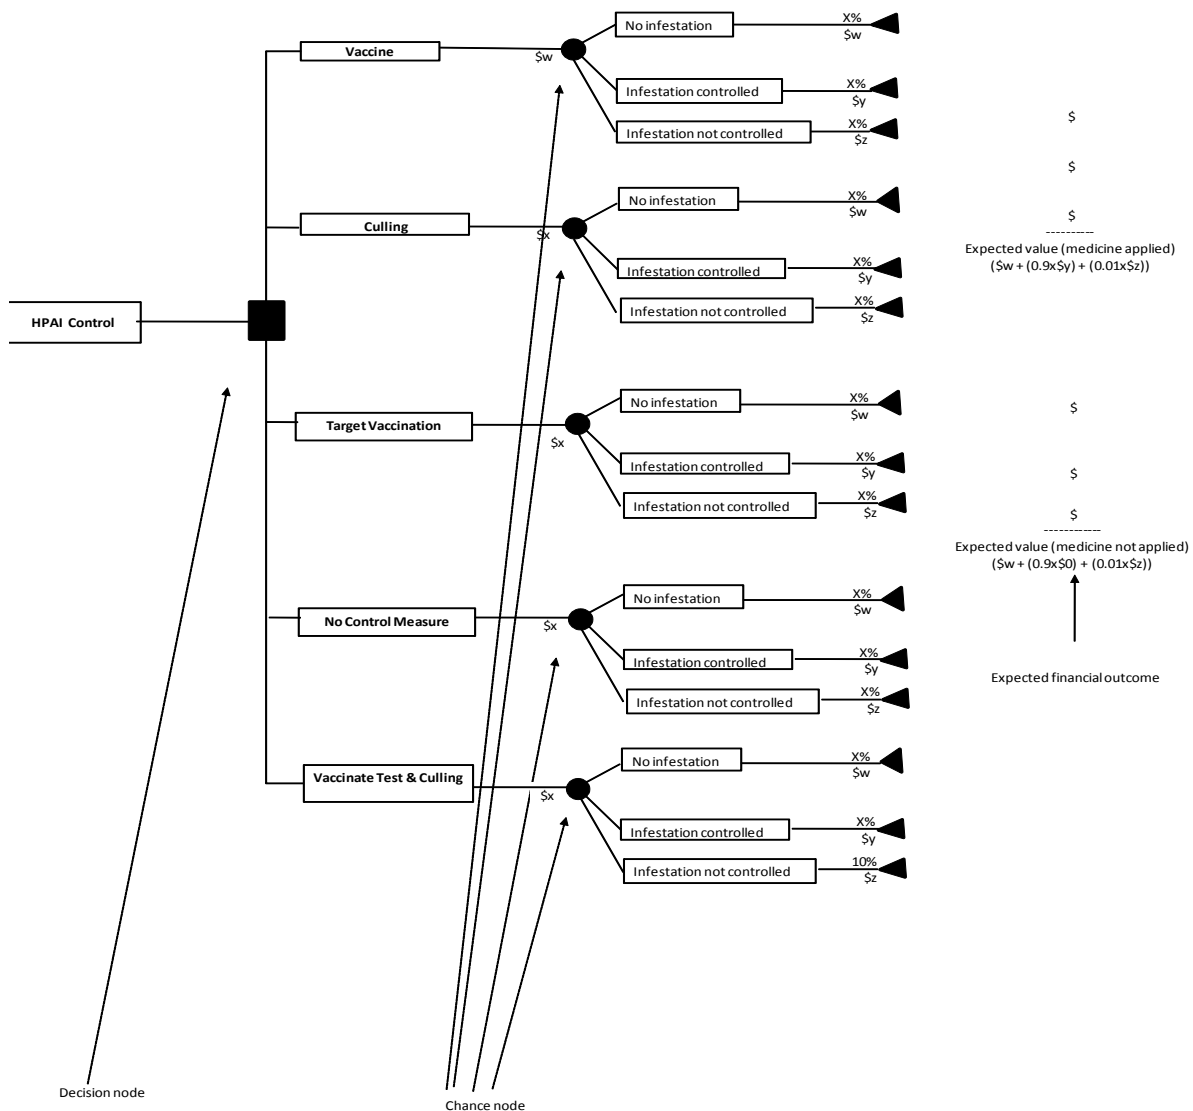 No infestation
X%
$w
Vaccine
$w
Infestation controlled
X%
$y
Infestation not controlled
X%
$z
$
$
$
----------
Expected value (medicine applied)
($w + (0.9x$y) + (0.01x$z))
No infestation
X%
$w
Culling
$x
Infestation controlled
X%
$y
Infestation not controlled
X%
$z
HPAI Control
No infestation
X%
$w
Target Vaccination
$x
Infestation controlled
X%
$y
Infestation not controlled
X%
$z
$
$
$
------------
Expected value (medicine not applied)
($w + (0.9x$0) + (0.01x$z))
Expected financial outcome
No infestation
X%
$w
No Control Measure
$x
Infestation controlled
X%
$y
Infestation not controlled
X%
$z
No infestation
X%
$w
Vaccinate Test & Culling
$x
Infestation controlled
X%
$y
Infestation not controlled
10%
$z
Decision node
Chance node